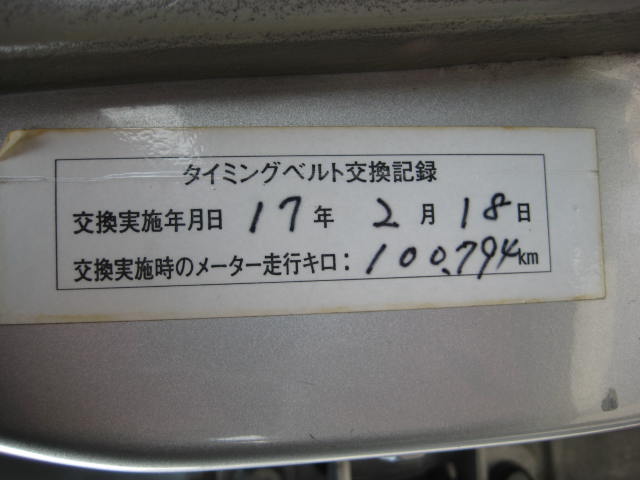 タイミングベルト交換記録
交換実施年月日 17年 2月 18日
交換実施時のメーター走行キロ：100,794km